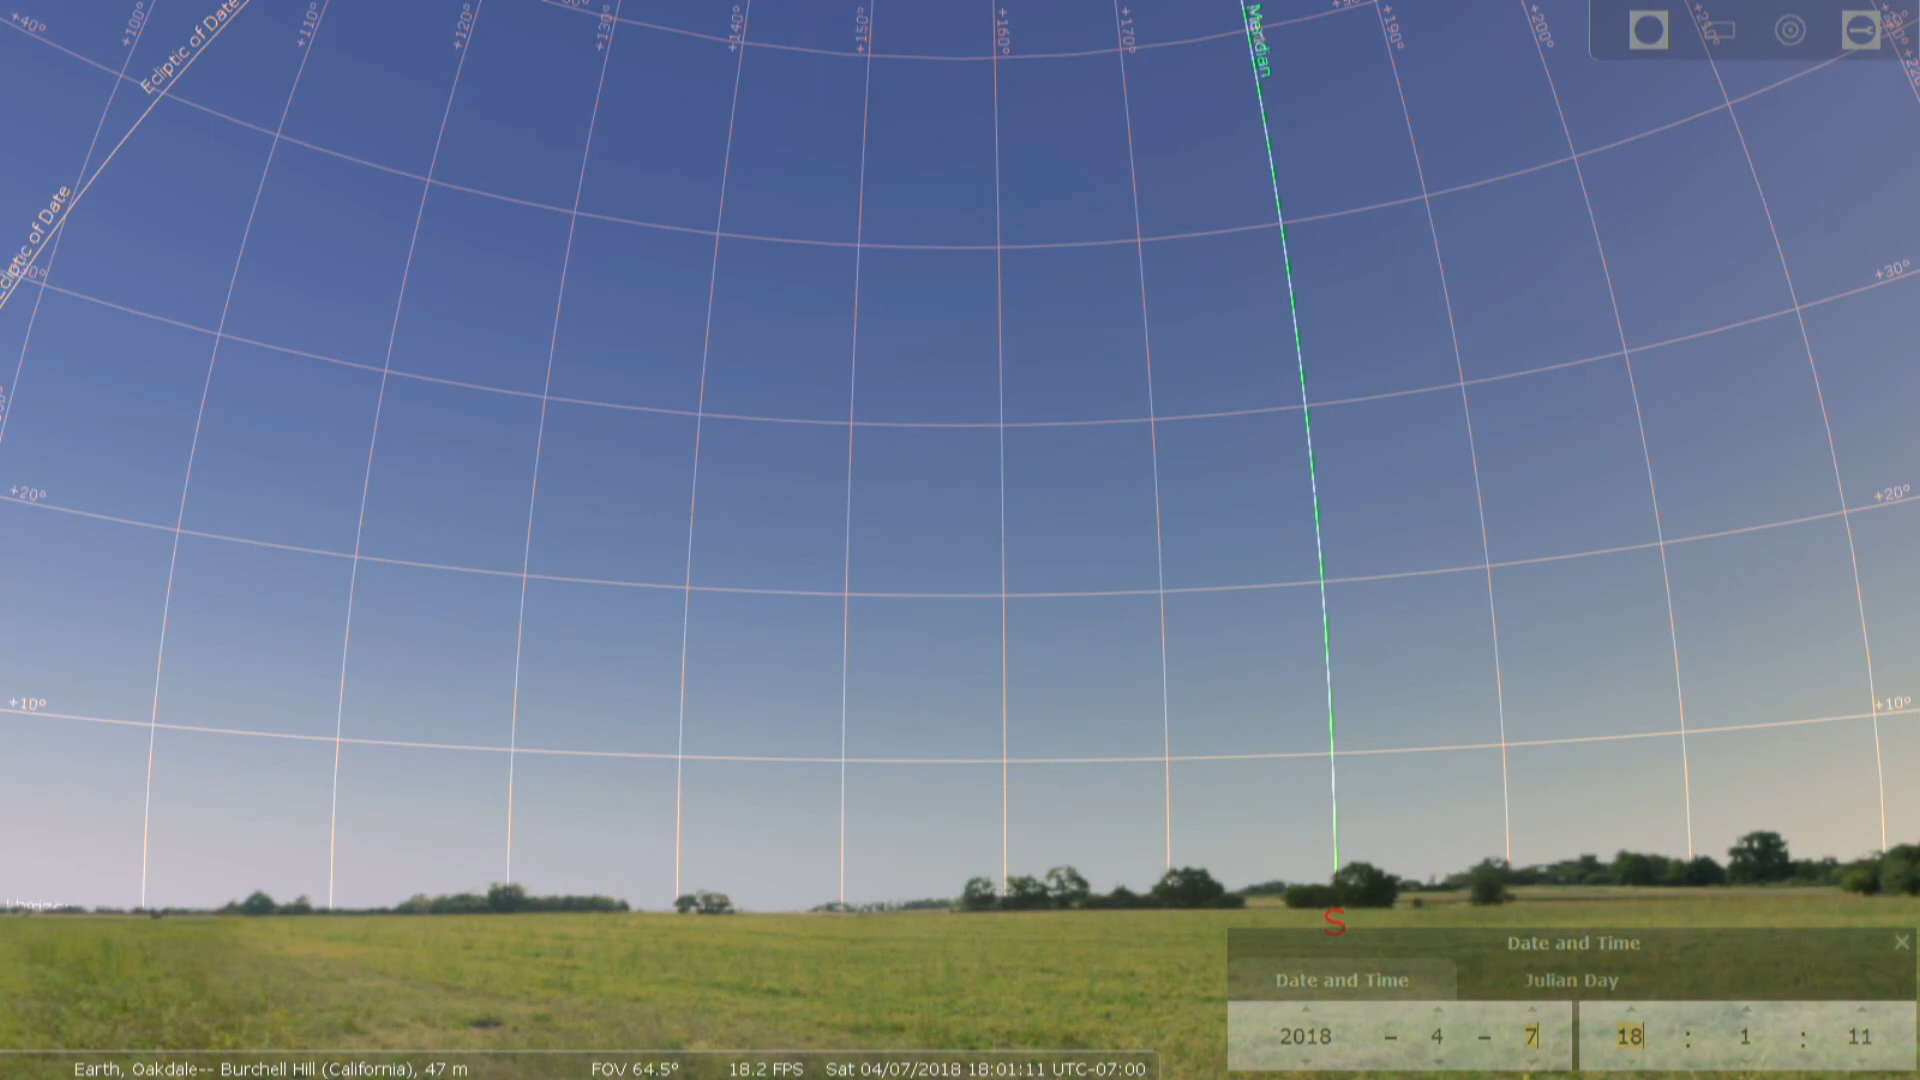 +40°
+100°
Ecliptic of Date
+110°
+120°
+130°
+140°
+150°
+160°
+170°
Meridian
+190°
+200°
+210°
+220°
Ecliptic of Date
+30°
+20°
+20°
+10°
+10°
S
Date and Time
Date and Time Julian Day
2018 - 4 - 7 18 : 1 : 11
Earth, Oakdale-- Burchell Hill (California), 47 m FOV 64.5° 18.2 FPS Sat 04/07/2018 18:01:11 UTC-07:00